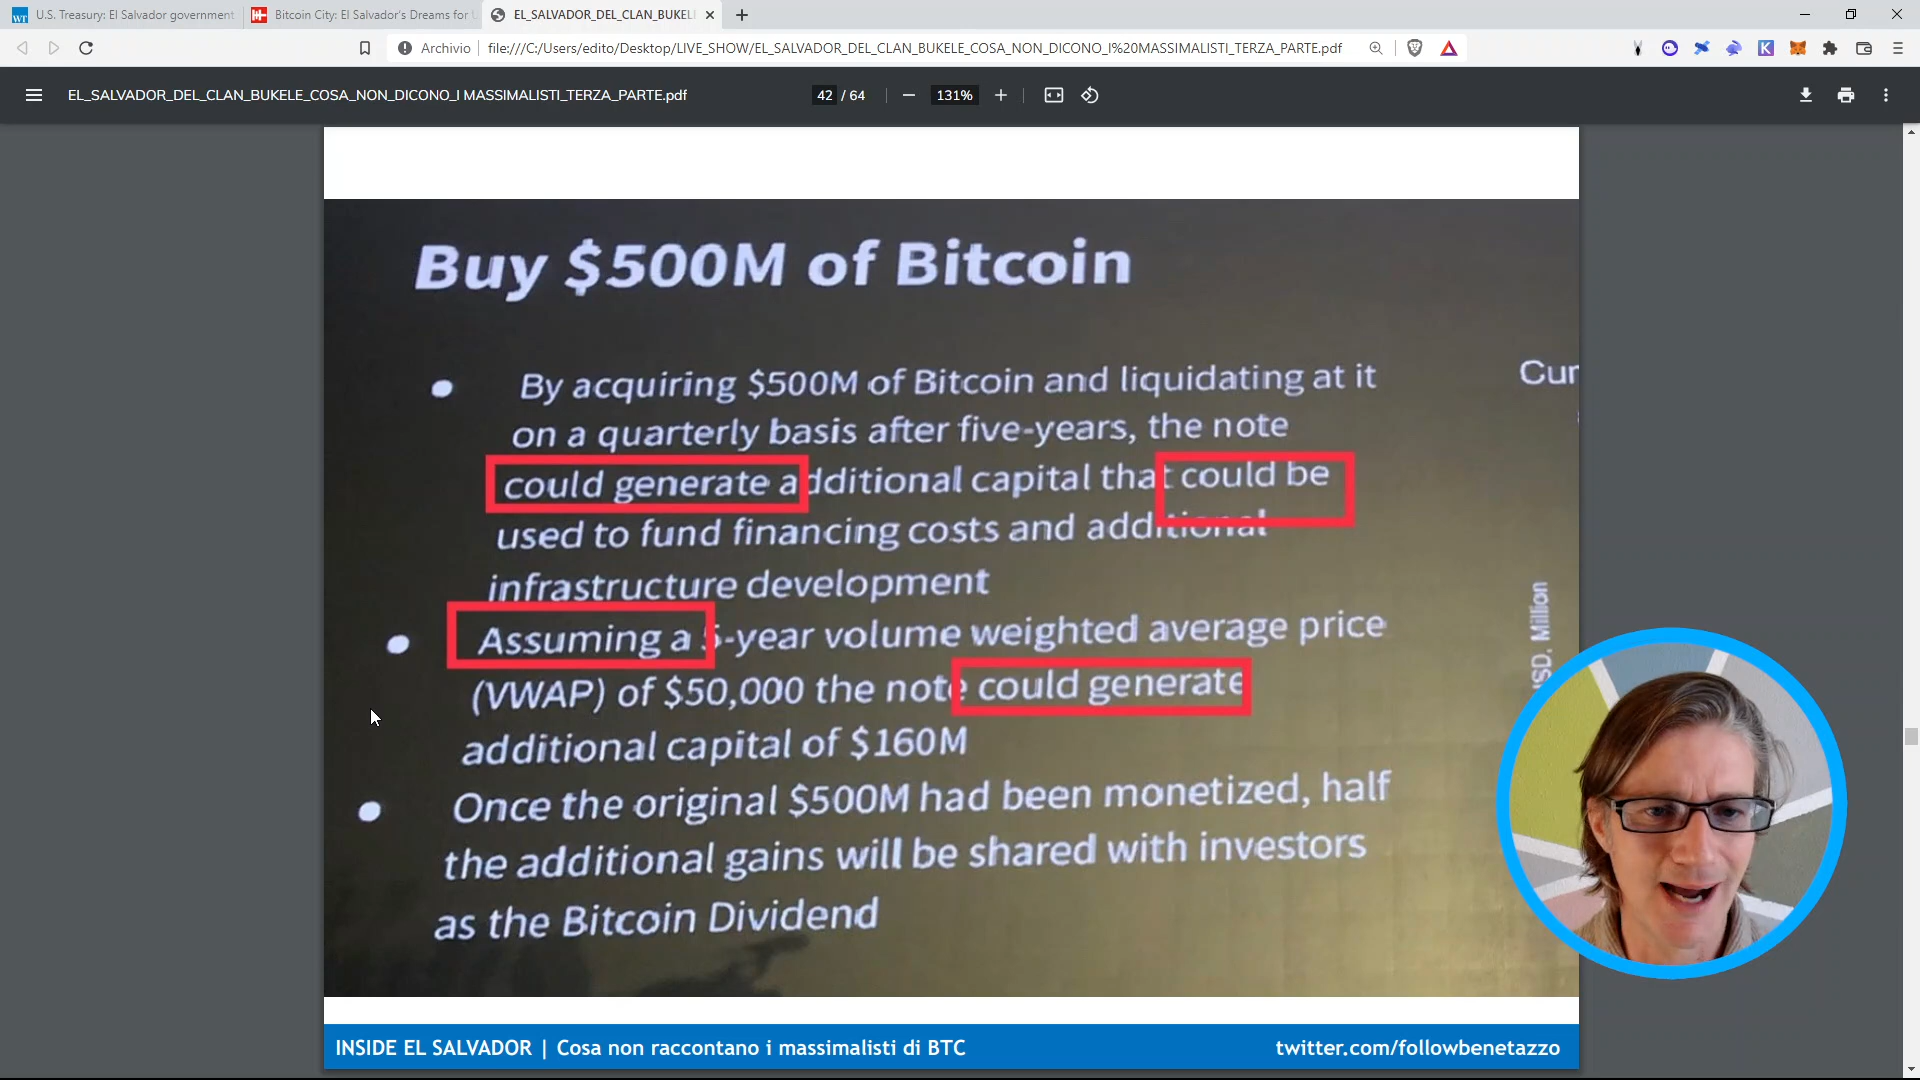 U.S. Treasury: El Salvador government
Bitcoin City: El Salvador's Dreams for
EL_SALVADOR_DEL_CLAN_BUKEL
Archivio
file:///C:/Users/edito/Desktop/LIVE_SHOW/EL_SALVADOR_DEL_CLAN_BUKELE_COSA_NON_DICONO_I%20MASSIMALISTI_TERZA_PARTE.pdf
EL_SALVADOR_DEL_CLAN_BUKELE_COSA_NON_DICONO_I MASSIMALISTI_TERZA_PARTE.pdf
42 / 64
131%
Buy $500M of Bitcoin
By acquiring $500M of Bitcoin and liquidating at it
on a quarterly basis after five-years, the note
could generate additional capital that could be
used to fund financing costs and additional
infrastructure development
Assuming a 5-year volume weighted average price
(VWAP) of $50,000 the note could generate
additional capital of $160M
Once the original $500M had been monetized, half
the additional gains will be shared with investors
as the Bitcoin Dividend
Cur
USD. Million
INSIDE EL SALVADOR | Cosa non raccontano i massimalisti di BTC
twitter.com/followbenetazzo